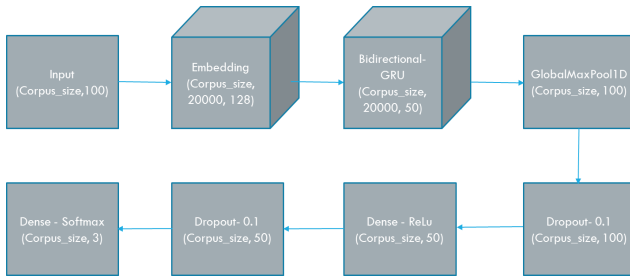 Input
(Corpus_size,100)
Embedding
(Corpus_size,
20000, 128)
Bidirectional-
GRU
(Corpus_size,
20000, 50)
GlobalMaxPool1D
(Corpus_size, 100)
Dense - Softmax
(Corpus_size, 3)
Dropout- 0.1
(Corpus_size, 50)
Dense - ReLu
(Corpus_size, 50)
Dropout- 0.1
(Corpus_size, 100)